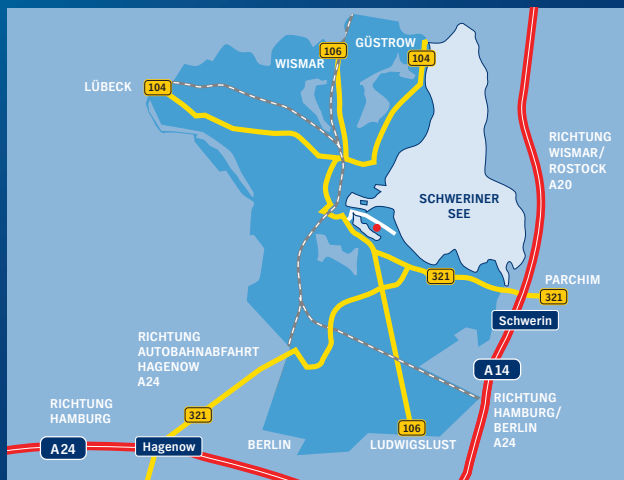 GÜSTROW
106
WISMAR
104
LÜBECK
104
RICHTUNG
WISMAR/
ROSTOCK
A20
SCHWERINER
SEE
321
PARCHIM
321
Schwerin
RICHTUNG
AUTOBAHNABFAHRT
HAGENOW
A24
A14
RICHTUNG
HAMBURG
321
RICHTUNG
HAMBURG/
BERLIN
A24
106
A24
Hagenow
BERLIN
LUDWIGSLUST